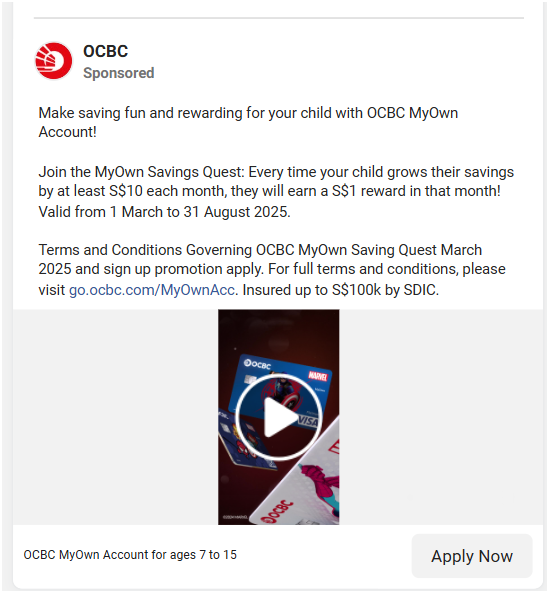 OCBC
Sponsored
Make saving fun and rewarding for your child with OCBC MyOwn
Account!
Join the MyOwn Savings Quest: Every time your child grows their savings
by at least S$10 each month, they will earn a S$1 reward in that month!
Valid from 1 March to 31 August 2025.
Terms and Conditions Governing OCBC MyOwn Saving Quest March
2025 and sign up promotion apply. For full terms and conditions, please
visit go.ocbc.com/MyOwnAcc. Insured up to S$100k by SDIC.
OCBC
MARVEL
VISA
OCBC
OCBC MyOwn Account for ages 7 to 15
Apply Now